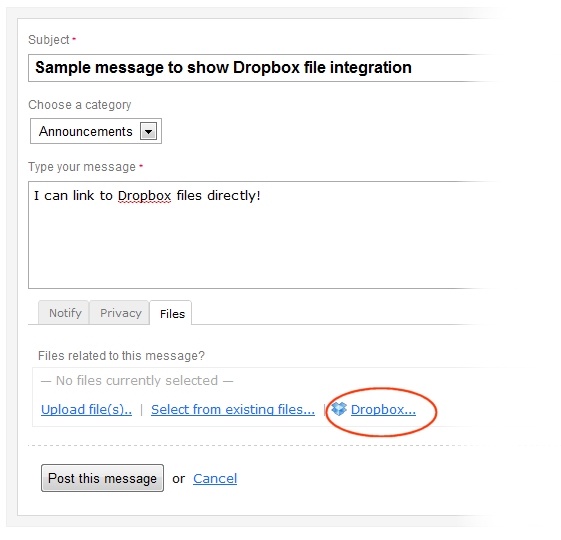 Subject *
Sample message to show Dropbox file integration
Choose a category
Announcements
Type your message *
I can link to Dropbox files directly!
Notify Privacy Files
Files related to this message?
— No files currently selected —
Upload file(s).. | Select from existing files... | Dropbox...
Post this message or Cancel